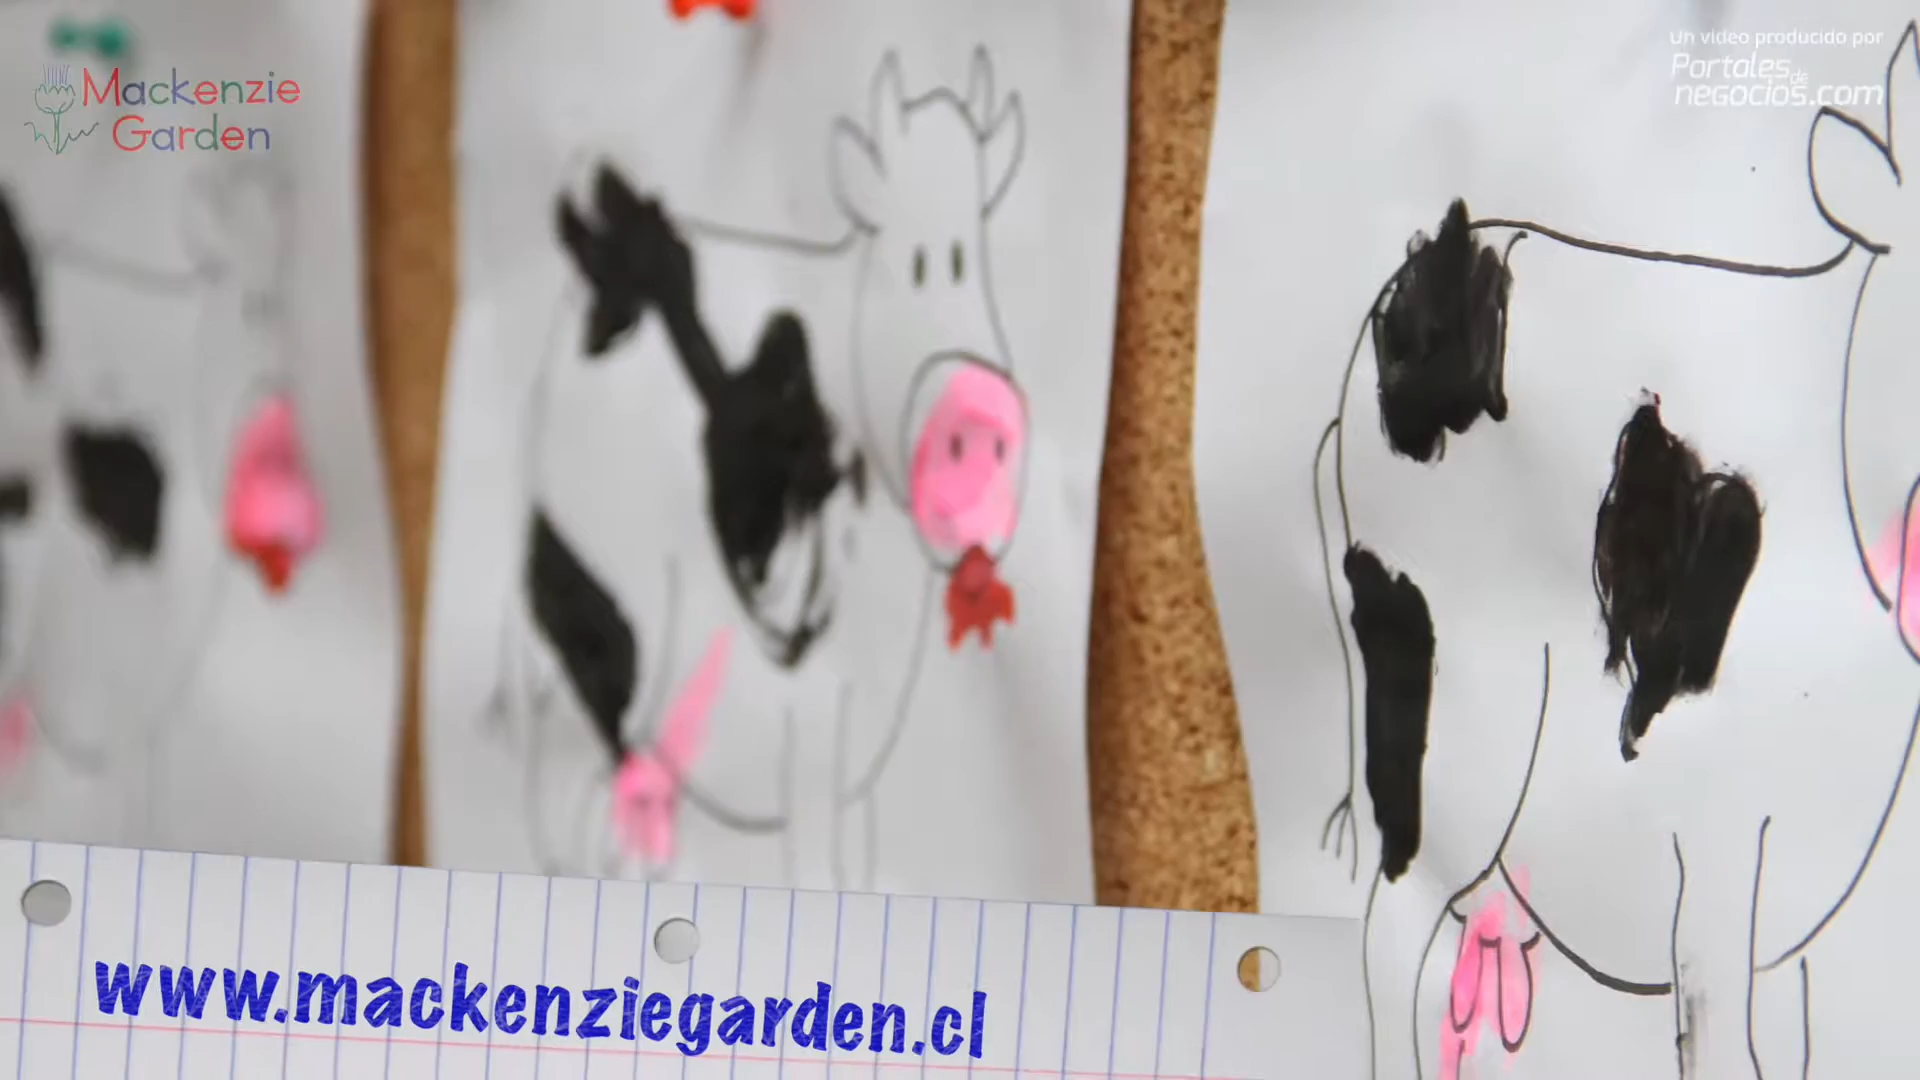 Mackenzie
Garden
Un video producido por
Portales de
negocios.com
www.mackenziegarden.cl